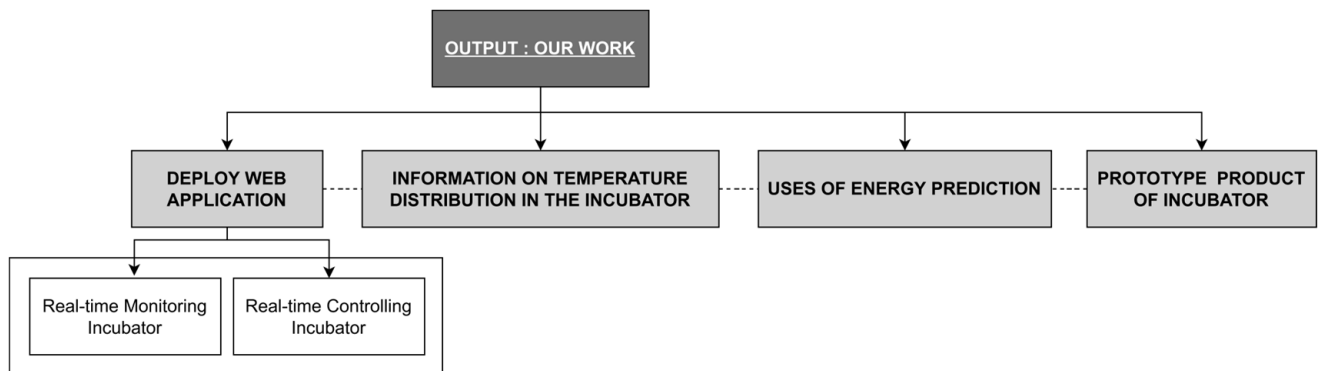 OUTPUT : OUR WORK
DEPLOY WEB
APPLICATION
INFORMATION ON TEMPERATURE
DISTRIBUTION IN THE INCUBATOR
USES OF ENERGY PREDICTION
PROTOTYPE PRODUCT
OF INCUBATOR
Real-time Monitoring
Incubator
Real-time Controlling
Incubator